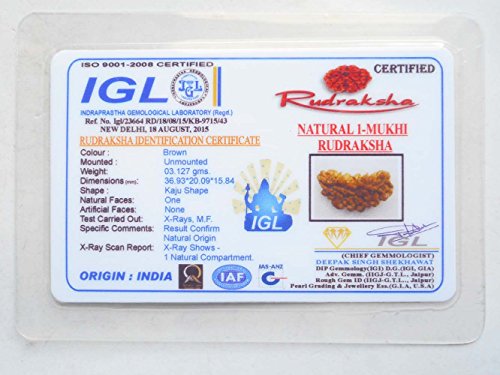 ISO 9001-2008 CERTIFIED
IGL
IGL
INDRAPRASTHA GEMOLOGICAL LABORATORY (Regd.)
Ref. No. Igl/23664 RD/18/08/15/KB-9715/43
NEW DELHI, 18 AUGUST, 2015
RUDRAKSHA IDENTIFICATION CERTIFICATE
Colour : Brown
Mounted : Unmounted
Weight : 03.127 gms.
Dimensions (mm) : 36.93*20.09*15.84
Shape : Kaju Shape
Natural Faces : One
Artificial Faces : None
Test Carried Out : X-Rays, M.F.
Specific Comments : Result Confirm
Natural Origin
X-Ray Scan Report : X-Ray Shows -
1 Natural Compartment.
IGL
ORIGIN : INDIA
IAF
JAS-ANZ
CERTIFIED
Rudraksha
NATURAL 1-MUKHI
RUDRAKSHA
IGL
(CHIEF GEMMOLOGIST)
DEEPAK SINGH SHEKHAWAT
DIP Gemmology(IGI) D.G.(IGI, GIA)
Adv. Gemm. (IIGJ-G.T.L., Jaipur)
Rough Gem ID (IIGJ-G.T.L., Jaipur)
Pearl Grading & Jewellery Ess.(G.I.A, U.S.A)